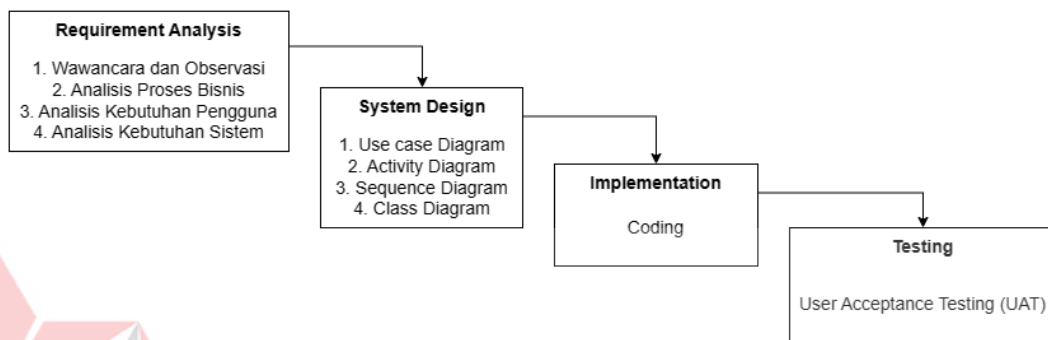 Requirement Analysis
1. Wawancara dan Observasi
2. Analisis Proses Bisnis
3. Analisis Kebutuhan Pengguna
4. Analisis Kebutuhan Sistem
System Design
1. Use case Diagram
2. Activity Diagram
3. Sequence Diagram
4. Class Diagram
Implementation
Coding
Testing
User Acceptance Testing (UAT)